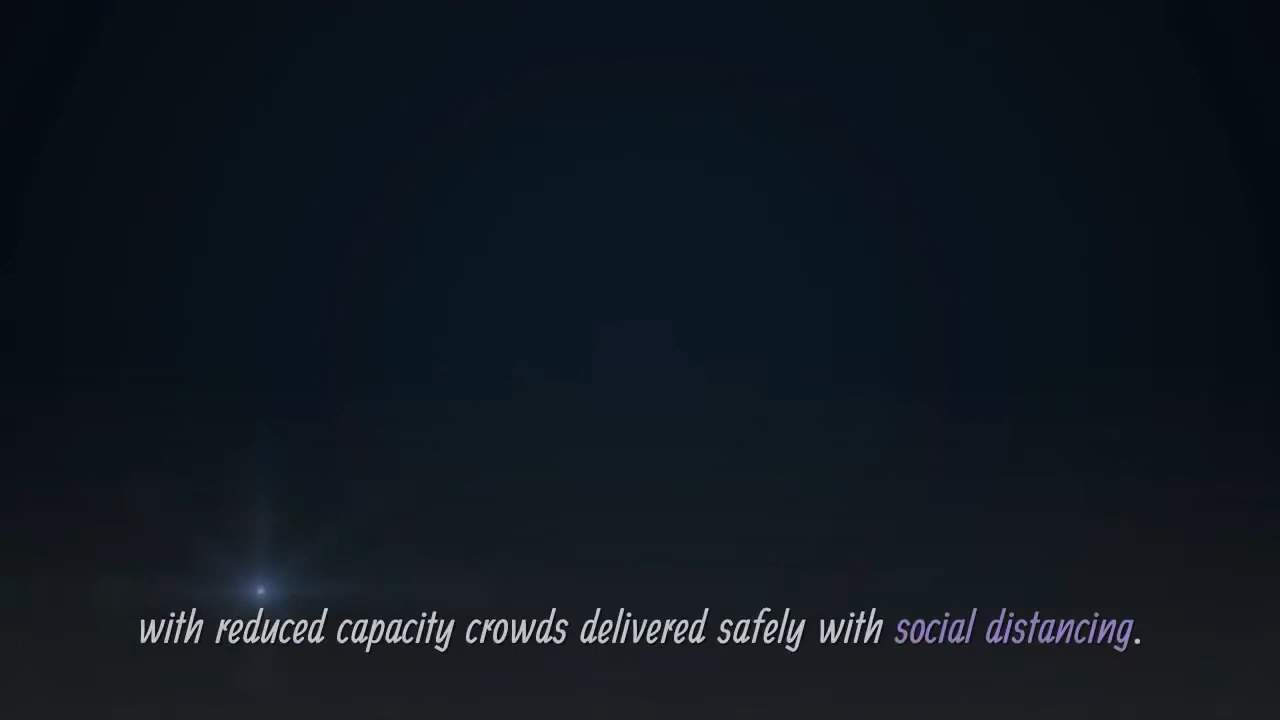 with reduced capacity crowds delivered safely with social distancing.